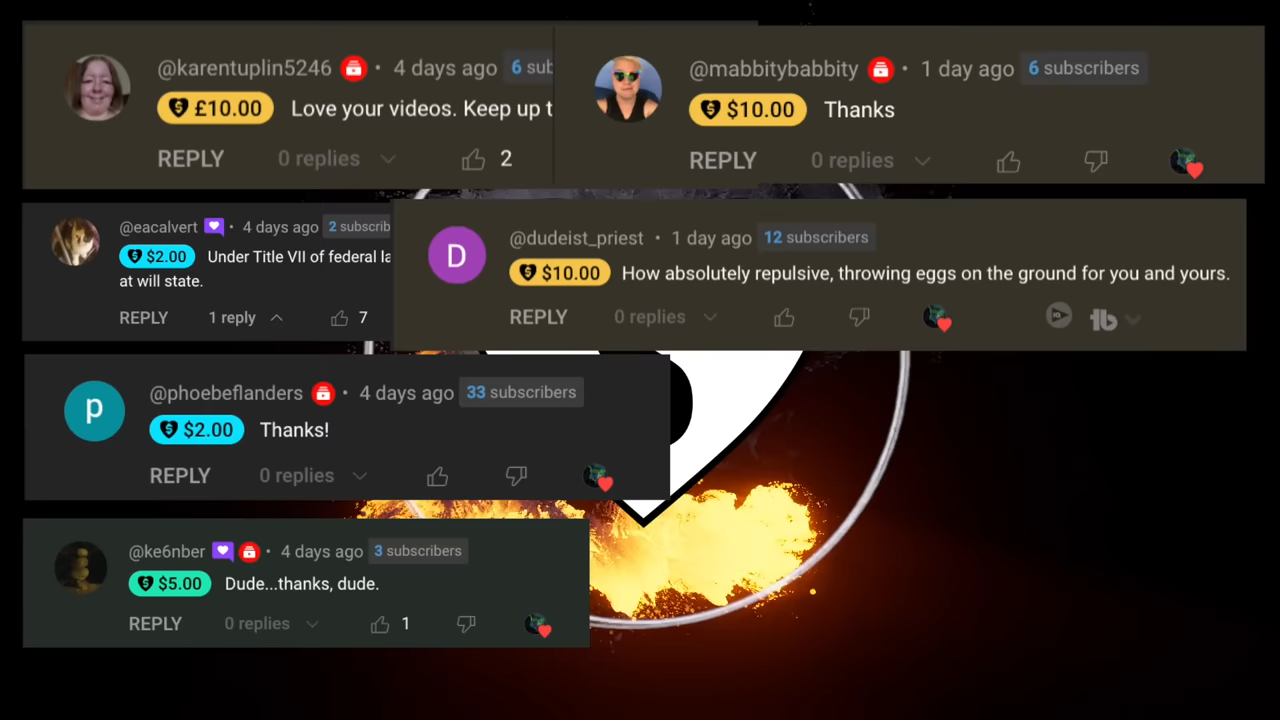 @karentuplin5246 • 4 days ago 6 sub
£10.00 Love your videos. Keep up t
REPLY 0 replies 2
@mabbitybabbity • 1 day ago 6 subscribers
$10.00 Thanks
REPLY 0 replies
@eacalvert • 4 days ago 2 subscrib
$2.00 Under Title VII of federal la
at will state.
REPLY 1 reply 7
D
@dudeist_priest • 1 day ago 12 subscribers
$10.00 How absolutely repulsive, throwing eggs on the ground for you and yours.
REPLY 0 replies
p
@phoebeflanders • 4 days ago 33 subscribers
$2.00 Thanks!
REPLY 0 replies
@ke6nber • 4 days ago 3 subscribers
$5.00 Dude...thanks, dude.
REPLY 0 replies 1